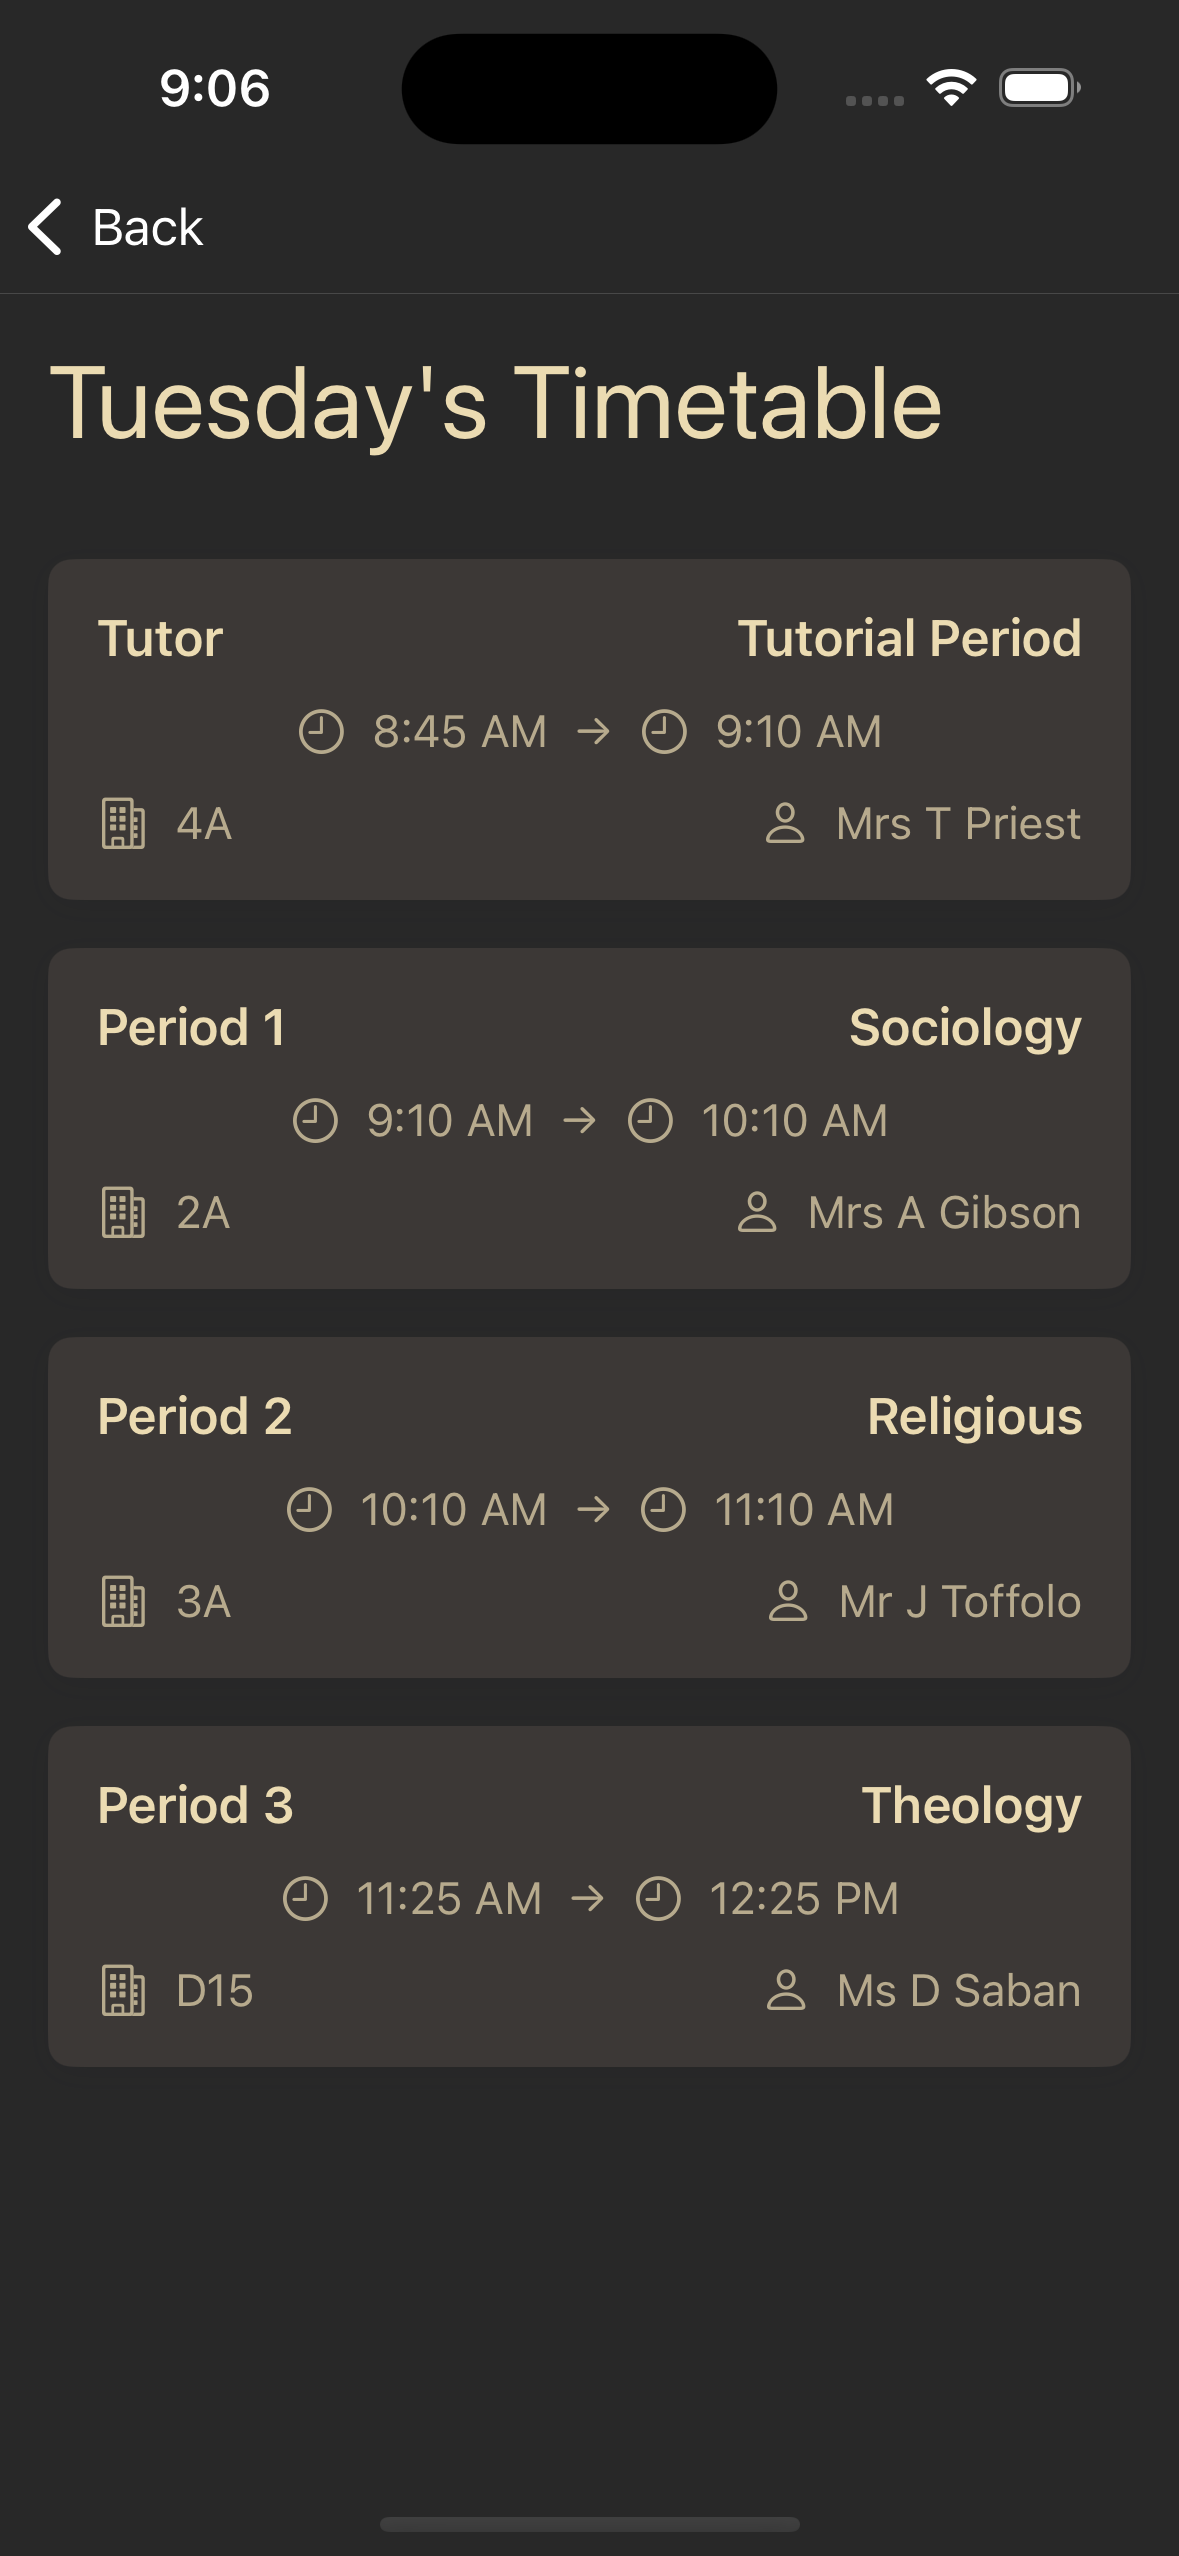 9:06
Back
Tuesday's Timetable
Tutor Tutorial Period
8:45 AM → 9:10 AM
4A Mrs T Priest
Period 1 Sociology
9:10 AM → 10:10 AM
2A Mrs A Gibson
Period 2 Religious
10:10 AM → 11:10 AM
3A Mr J Toffolo
Period 3 Theology
11:25 AM → 12:25 PM
D15 Ms D Saban